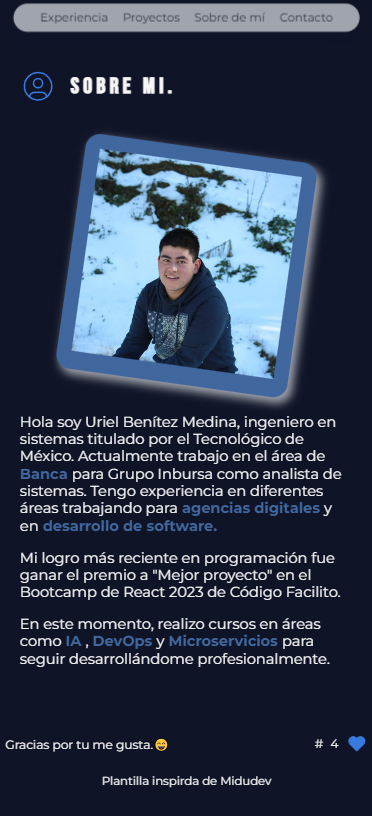 Experiencia Proyectos Sobre de mí Contacto
SOBRE MI.
Hola soy Uriel Benítez Medina, ingeniero en
sistemas titulado por el Tecnológico de
México. Actualmente trabajo en el área de
Banca para Grupo Inbursa como analista de
sistemas. Tengo experiencia en diferentes
áreas trabajando para agencias digitales y
en desarrollo de software.
Mi logro más reciente en programación fue
ganar el premio a "Mejor proyecto" en el
Bootcamp de React 2023 de Código Facilito.
En este momento, realizo cursos en áreas
como IA , DevOps y Microservicios para
seguir desarrollándome profesionalmente.
Gracias por tu me gusta.😄 # 4
Plantilla inspirda de Midudev